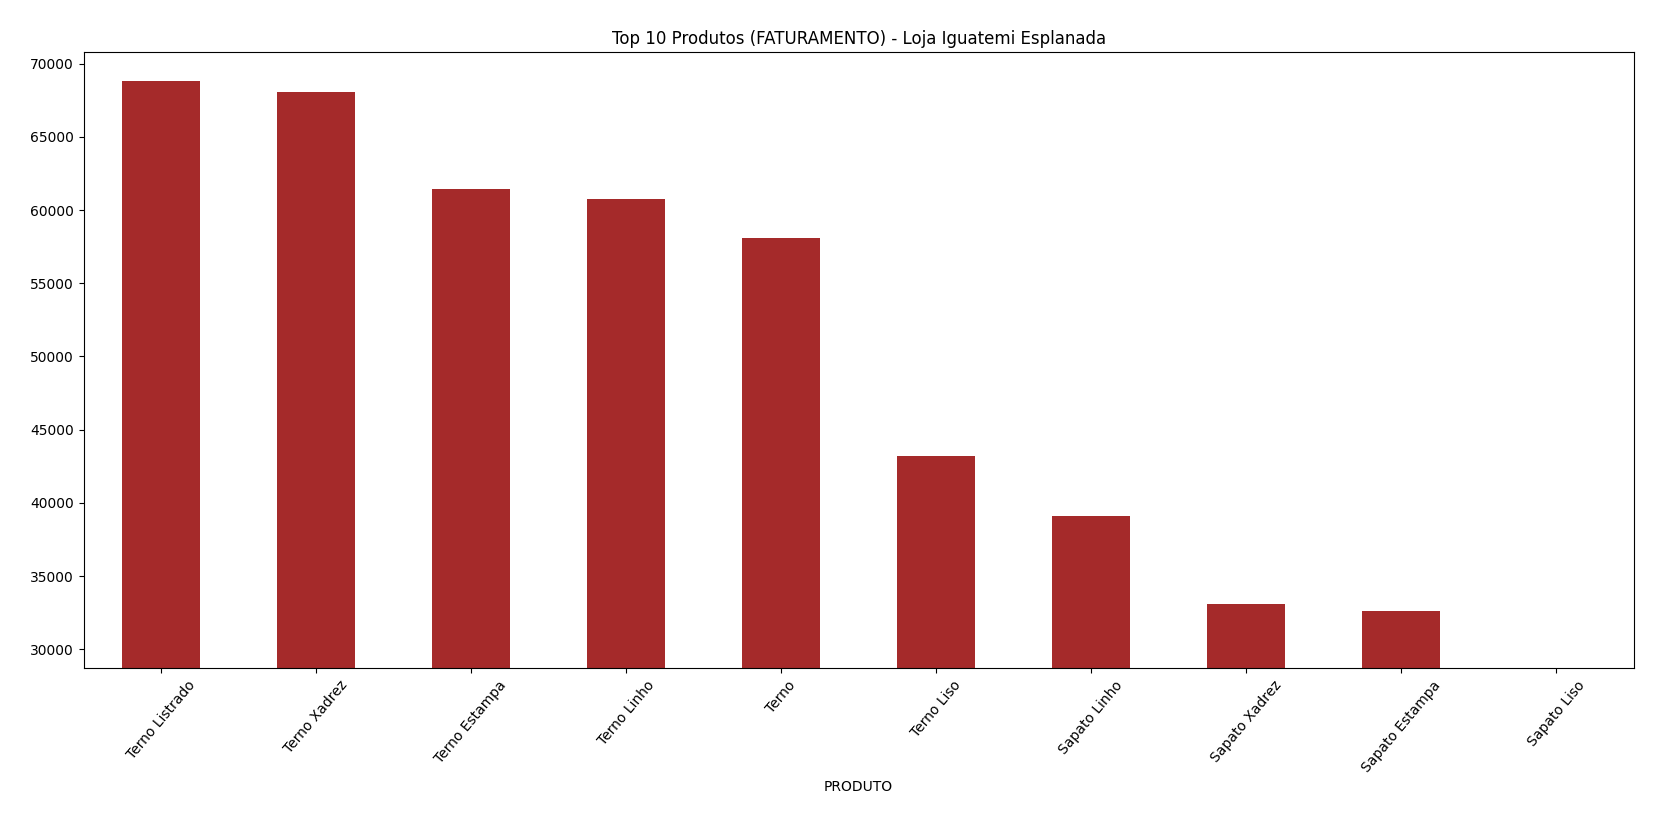 Top 10 Produtos (FATURAMENTO) - Loja Iguatemi Esplanada
70000
65000
60000
55000
50000
45000
40000
35000
30000
Terno Listrado
Terno Xadrez
Terno Estampa
Terno Linho
Terno
Terno Liso
Sapato Linho
Sapato Xadrez
Sapato Estampa
Sapato Liso
PRODUTO